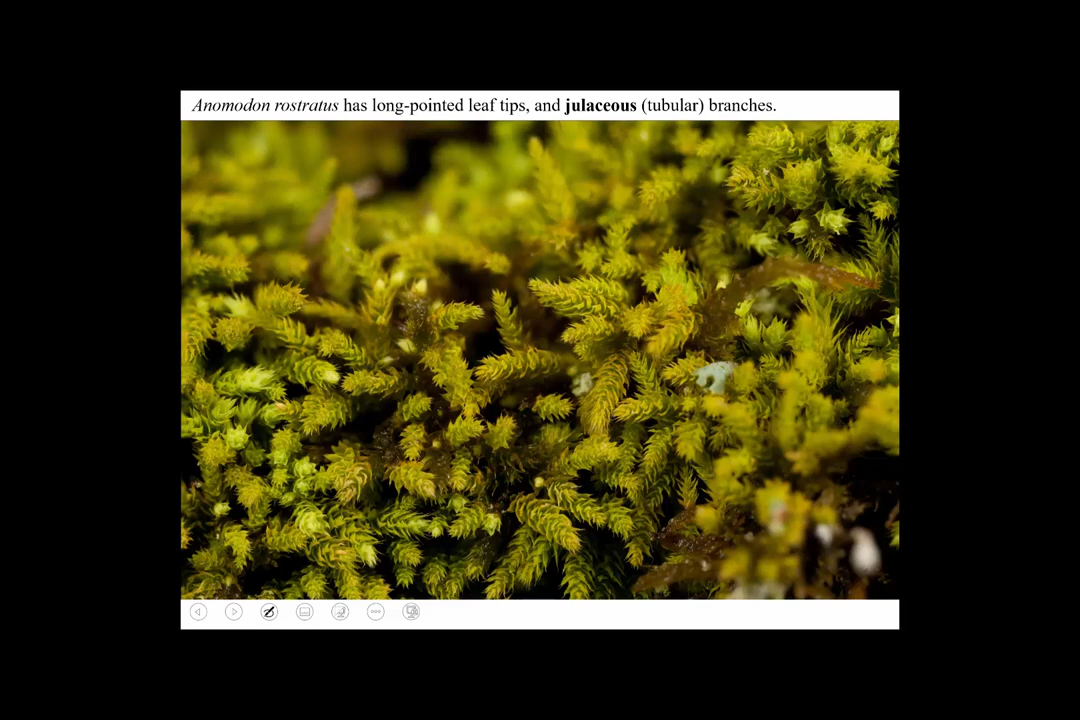 Anomodon rostratus has long-pointed leaf tips, and julaceous (tubular) branches.